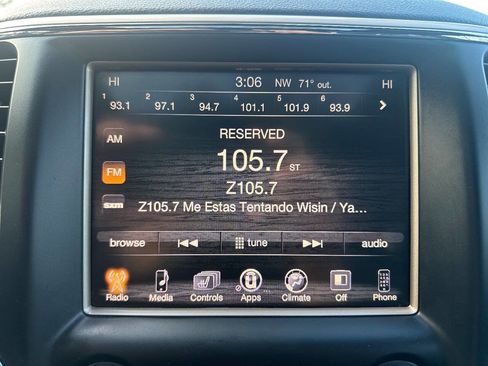 HI 3:06 NW 71° out. HI
1 93.1 2 97.1 3 94.7 4 101.1 5 101.9 6 93.9
AM
RESERVED
105.7 ST
FM
Z105.7
sxm Z105.7 Me Estas Tentando Wisin / Ya...
browse tune audio
Radio Media Controls Apps Climate Off Phone